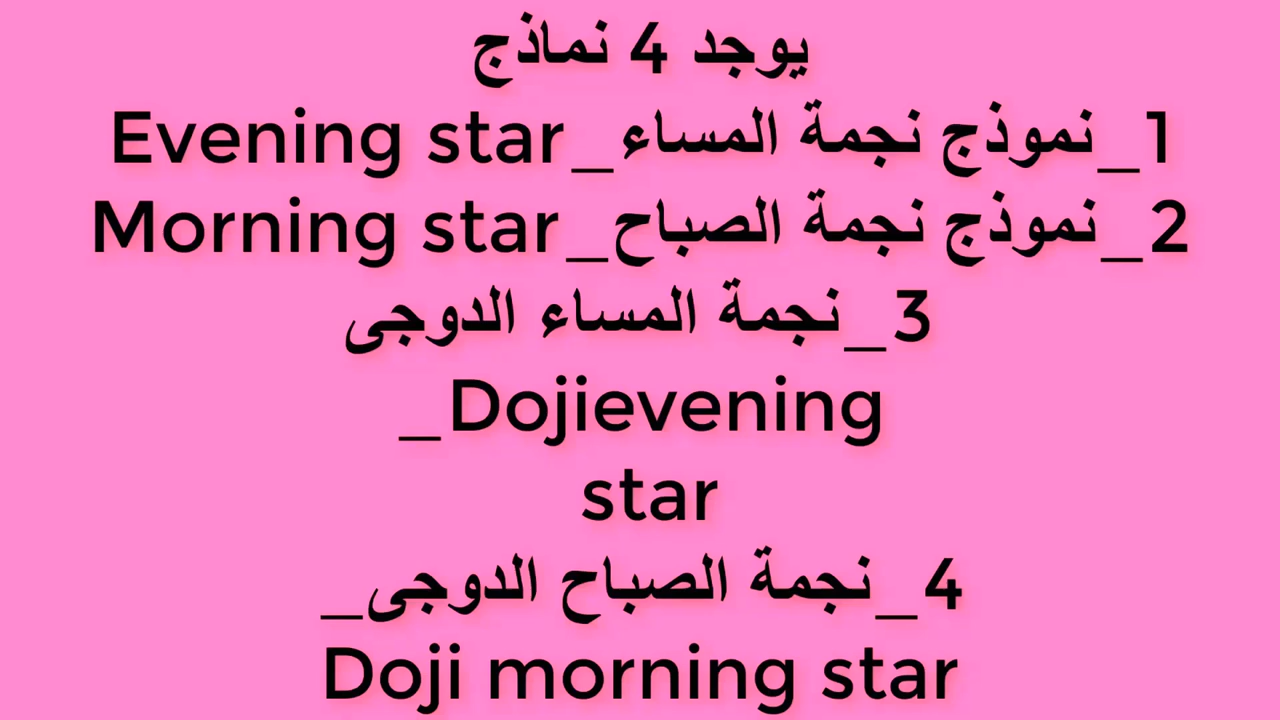 يوجد 4 نماذج
1_نموذج نجمة المساء_Evening star
2_نموذج نجمة الصباح_Morning star
3_نجمة المساء الدوجى
_Dojievening
star
4_نجمة الصباح الدوجى_
Doji morning star